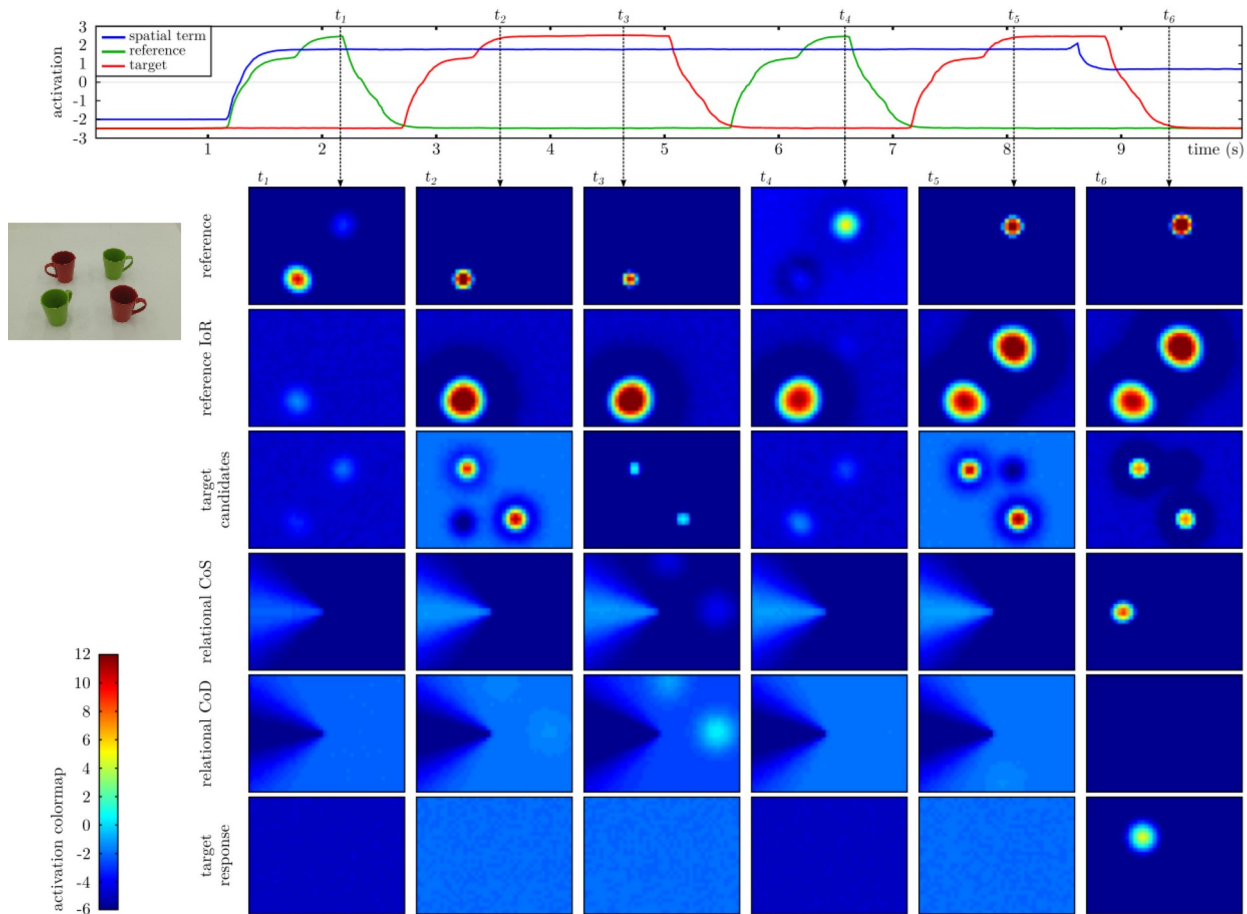 t1 t2 t3 t4 t5 t6
activation
3
2
1
0
-1
-2
-3
spatial term
reference
target
1 2 3 4 5 6 7 8 9 time (s)
t1 t2 t3 t4 t5 t6
reference
reference IoR
target
candidates
relational CoS
relational CoD
target
response
activation colormap
12
10
8
6
4
2
0
-2
-4
-6